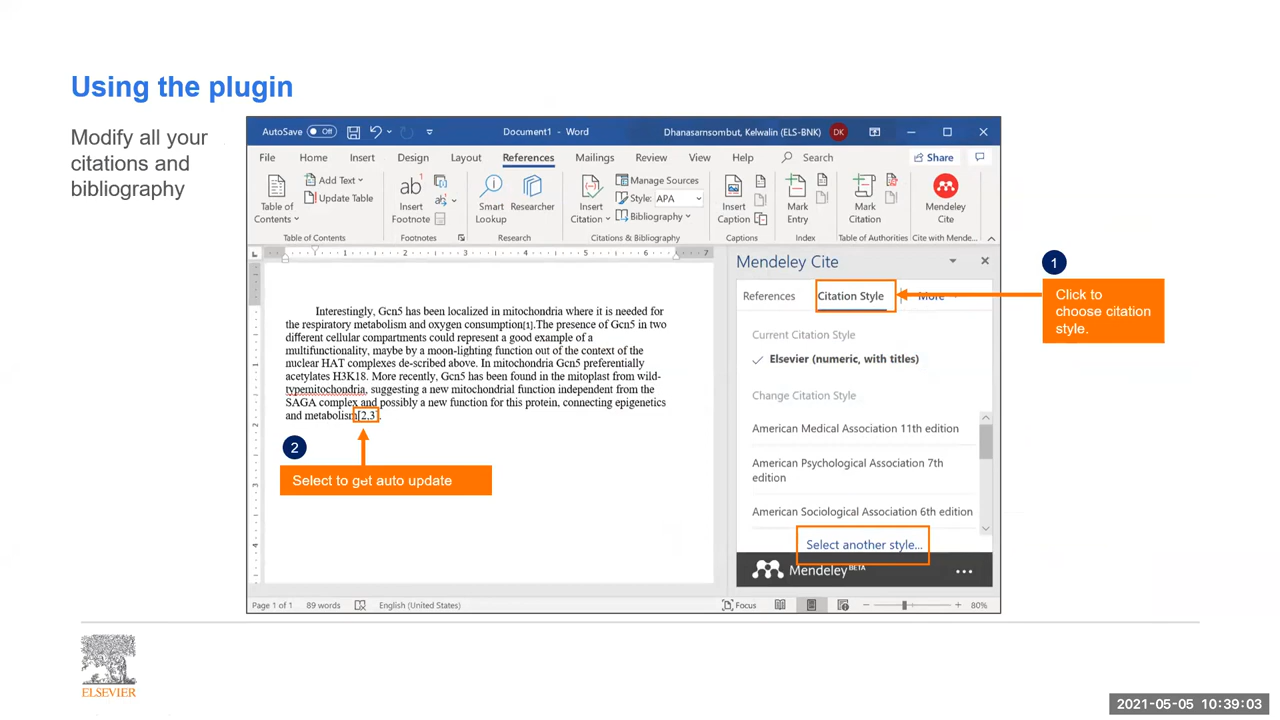 Using the plugin
Modify all your
citations and
bibliography
AutoSave Off
Document1 - Word
Dhanasarnsombut, Kelwalin (ELS-BNK)
DK
File Home Insert Design Layout References Mailings Review View Help Search Share
Table of
Contents
Add Text
Update Table
Table of Contents
ab1
Insert
Footnote
Footnotes
Smart
Lookup
Researcher
Research
Insert
Citation
Manage Sources
Style: APA
Bibliography
Citations & Bibliography
Insert
Caption
Captions
Mark
Entry
Index
Mark
Citation
Table of Authorities
Mendeley
Cite
Cite with Mende...
1 2 3 4 5 6 7
Interestingly, Gcn5 has been localized in mitochondria where it is needed for
the respiratory metabolism and oxygen consumption[1].The presence of Gcn5 in two
different cellular compartments could represent a good example of a
multifunctionality, maybe by a moon-lighting function out of the context of the
nuclear HAT complexes de-scribed above. In mitochondria Gcn5 preferentially
acetylates H3K18. More recently, Gcn5 has been found in the mitoplast from wild-
typemitochondria, suggesting a new mitochondrial function independent from the
SAGA complex and possibly a new function for this protein, connecting epigenetics
and metabolism[2,3].
2
Select to get auto update
1
2
3
4
Mendeley Cite
References Citation Style More
Current Citation Style
Elsevier (numeric, with titles)
Change Citation Style
American Medical Association 11th edition
American Psychological Association 7th
edition
American Sociological Association 6th edition
Select another style...
Mendeley BETA
1
Click to
choose citation
style.
Page 1 of 1 89 words English (United States) Focus 80%
ELSEVIER
2021-05-05 10:39:03